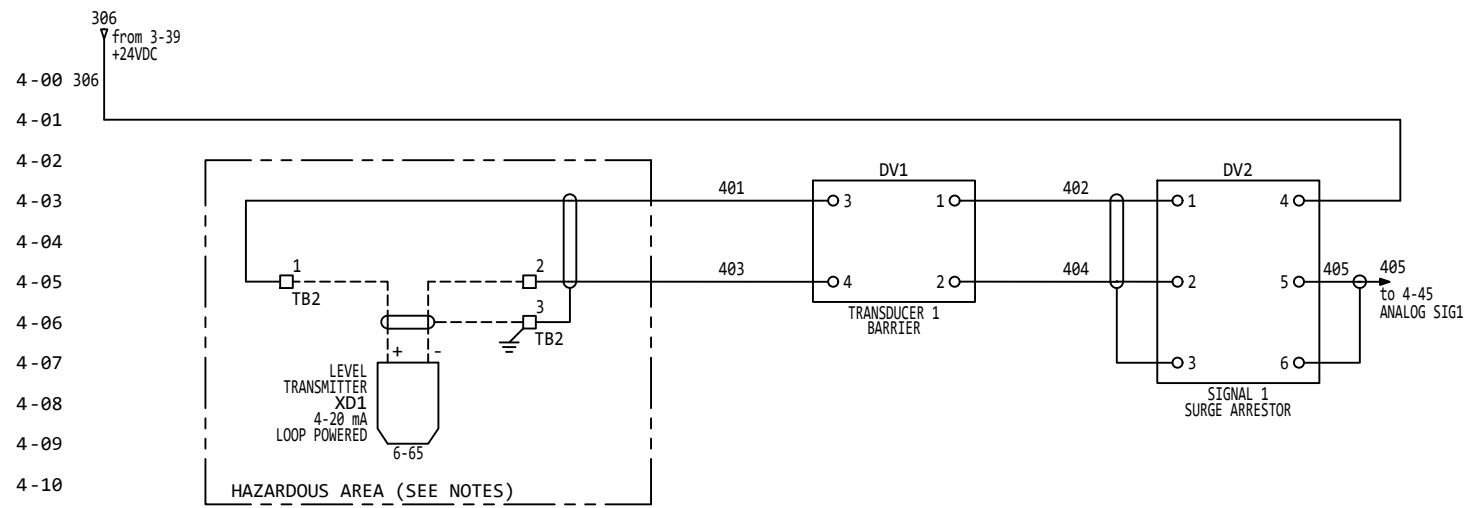 306
from 3-39
+24VDC
4-00 306
4-01
4-02
DV1 DV2
4-03 401 3 1 402 1 4
4-04
1 2 403 404 405 405
4-05 4 2 2 5
TB2 to 4-45
3 TRANSDUCER 1 ANALOG SIG1
4-06 BARRIER
TB2
+ -
4-07 3 6
LEVEL
TRANSMITTER SIGNAL 1
4-08 XD1 SURGE ARRESTOR
4-20 mA
LOOP POWERED
4-09
6-65
4-10 HAZARDOUS AREA (SEE NOTES)